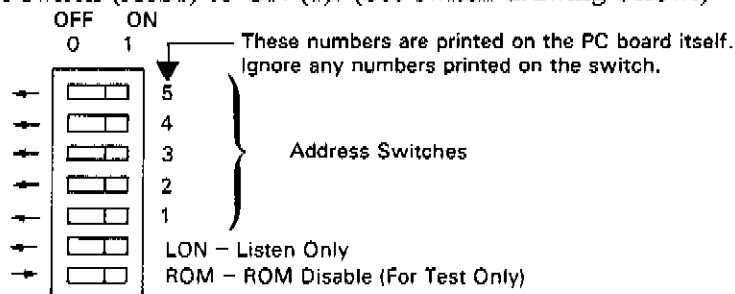 OFF ON
0 1
These numbers are printed on the PC board itself.
Ignore any numbers printed on the switch.
5
4
3
Address Switches
2
1
LON – Listen Only
ROM – ROM Disable (For Test Only)